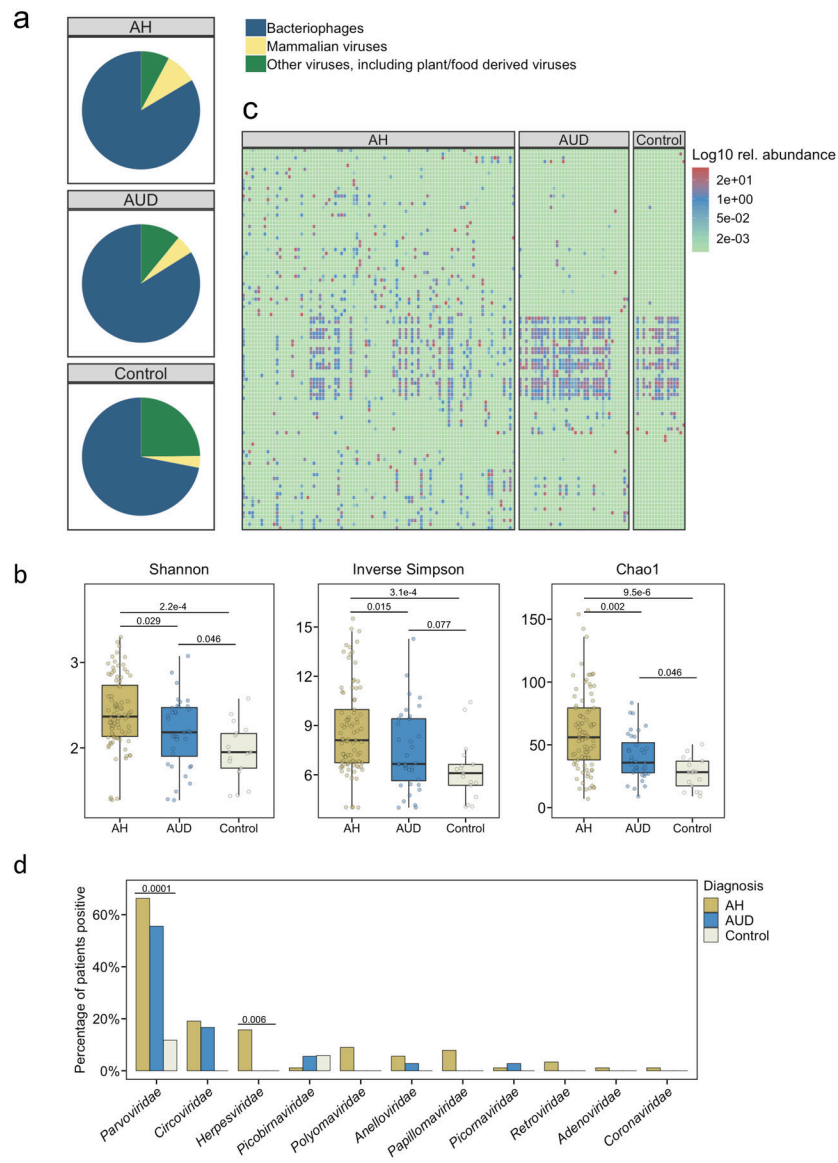 a
AH
AUD
Control
Bacteriophages
Mammalian viruses
Other viruses, including plant/food derived viruses
c
AH
AUD
Control
Log10 rel. abundance
2e+01
1e+00
5e-02
2e-03
b
Shannon
2.2e-4
0.029
0.046
3
2
AH
AUD
Control
Inverse Simpson
3.1e-4
0.015
0.077
15
12
9
6
AH
AUD
Control
Chao1
9.5e-6
0.002
0.046
150
100
50
0
AH
AUD
Control
d
Percentage of patients positive
60%
40%
20%
0%
0.0001
0.006
Diagnosis
AH
AUD
Control
Parvoviridae
Circoviridae
Herpesviridae
Picobirnaviridae
Polyomaviridae
Anelloviridae
Papillomaviridae
Picornaviridae
Retroviridae
Adenoviridae
Coronaviridae